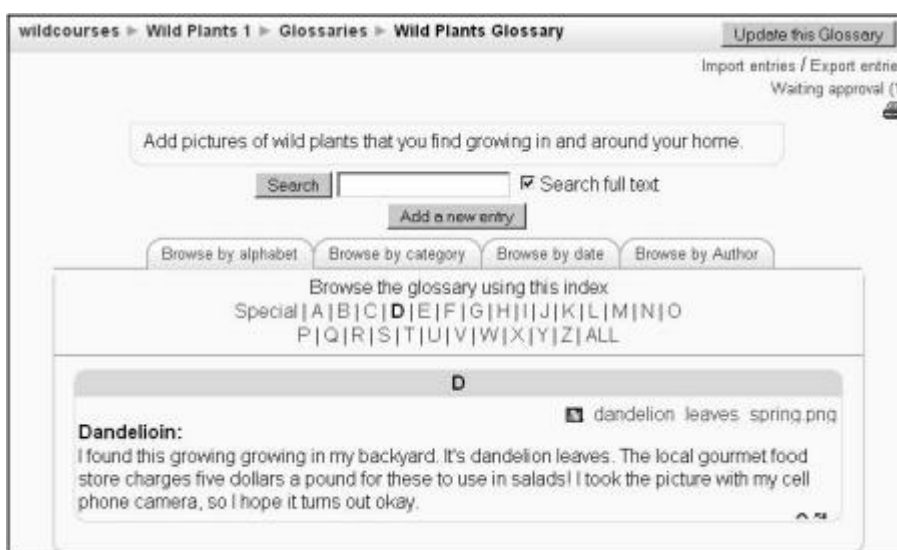 wildcourses ► Wild Plants 1 ► Glossaries ► Wild Plants Glossary
Update this Glossary
Import entries / Export entrie
Waiting approval (1
Add pictures of wild plants that you find growing in and around your home.
Search Search full text
Add a new entry
Browse by alphabet Browse by category Browse by date Browse by Author
Browse the glossary using this index
Special | A | B | C | D | E | F | G | H | I | J | K | L | M | N | O
P | Q | R | S | T | U | V | W | X | Y | Z | ALL
D
dandelion_leaves_spring.png
Dandelioin:
I found this growing growing in my backyard. It's dandelion leaves. The local gourmet food
store charges five dollars a pound for these to use in salads! I took the picture with my cell
phone camera, so I hope it turns out okay.